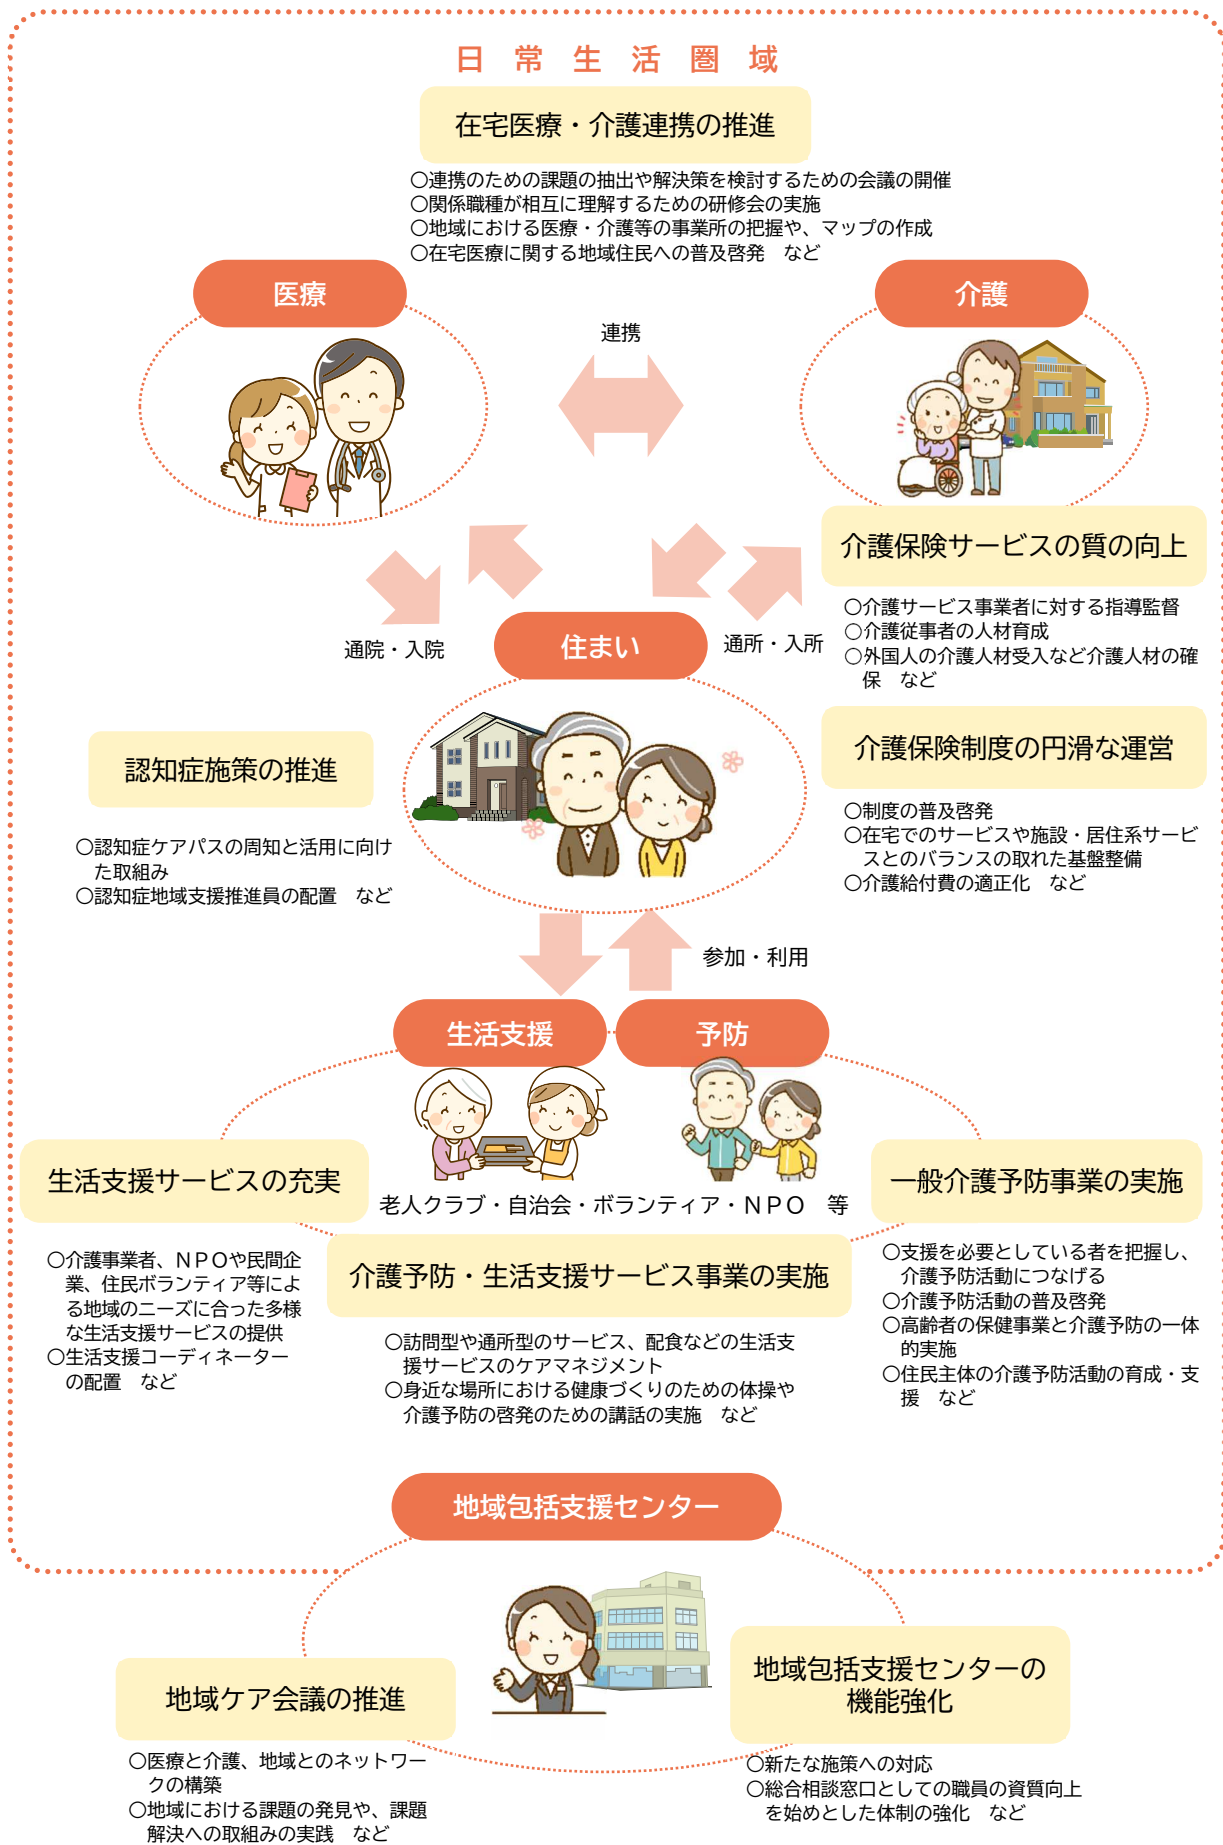 日常生活圏域
在宅医療・介護連携の推進
○連携のための課題の抽出や解決策を検討するための会議の開催
○関係職種が相互に理解するための研修会の実施
○地域における医療・介護等の事業所の把握や、マップの作成
○在宅医療に関する地域住民への普及啓発　など
医療
介護
連携
介護保険サービスの質の向上
○介護サービス事業者に対する指導監督
○介護従事者の人材育成
○外国人の介護人材受入など介護人材の確
保　など
通院・入院
住まい
通所・入所
認知症施策の推進
○認知症ケアパスの周知と活用に向け
た取組み
○認知症地域支援推進員の配置　など
介護保険制度の円滑な運営
○制度の普及啓発
○在宅でのサービスや施設・居住系サービ
スとのバランスの取れた基盤整備
○介護給付費の適正化　など
参加・利用
生活支援
予防
生活支援サービスの充実
老人クラブ・自治会・ボランティア・ＮＰＯ　等
一般介護予防事業の実施
○介護事業者、ＮＰＯや民間企
業、住民ボランティア等によ
る地域のニーズに合った多様
な生活支援サービスの提供
○生活支援コーディネーター
の配置　など
介護予防・生活支援サービス事業の実施
○訪問型や通所型のサービス、配食などの生活支
援サービスのケアマネジメント
○身近な場所における健康づくりのための体操や
介護予防の啓発のための講話の実施　など
○支援を必要としている者を把握し、
介護予防活動につなげる
○介護予防活動の普及啓発
○高齢者の保健事業と介護予防の一体
的実施
○住民主体の介護予防活動の育成・支
援　など
地域包括支援センター
地域ケア会議の推進
○医療と介護、地域とのネットワー
クの構築
○地域における課題の発見や、課題
解決への取組みの実践　など
地域包括支援センターの
機能強化
○新たな施策への対応
○総合相談窓口としての職員の資質向上
を始めとした体制の強化　など